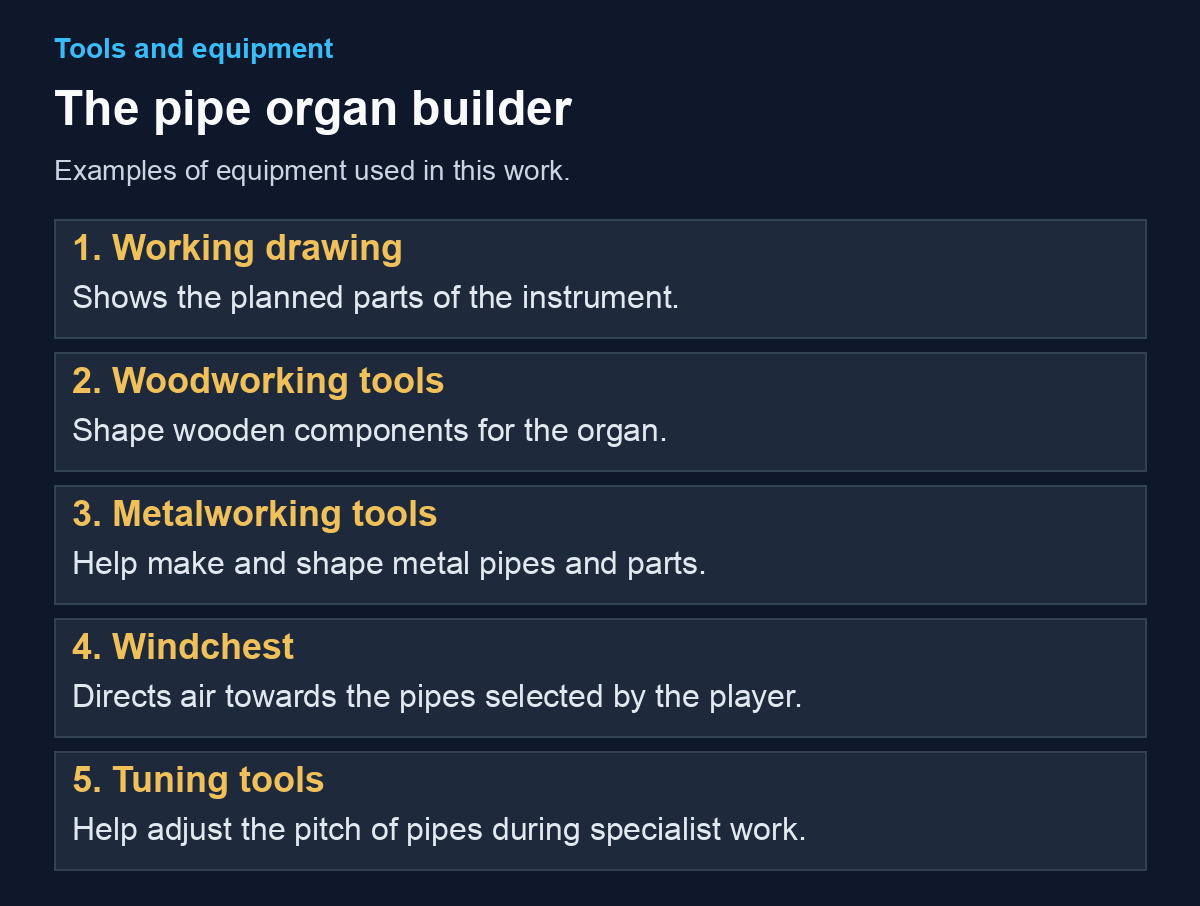 Tools and equipment
The pipe organ builder
Examples of equipment used in this work.
1. Working drawing
Shows the planned parts of the instrument.
2. Woodworking tools
Shape wooden components for the organ.
3. Metalworking tools
Help make and shape metal pipes and parts.
4. Windchest
Directs air towards the pipes selected by the player.
5. Tuning tools
Help adjust the pitch of pipes during specialist work.